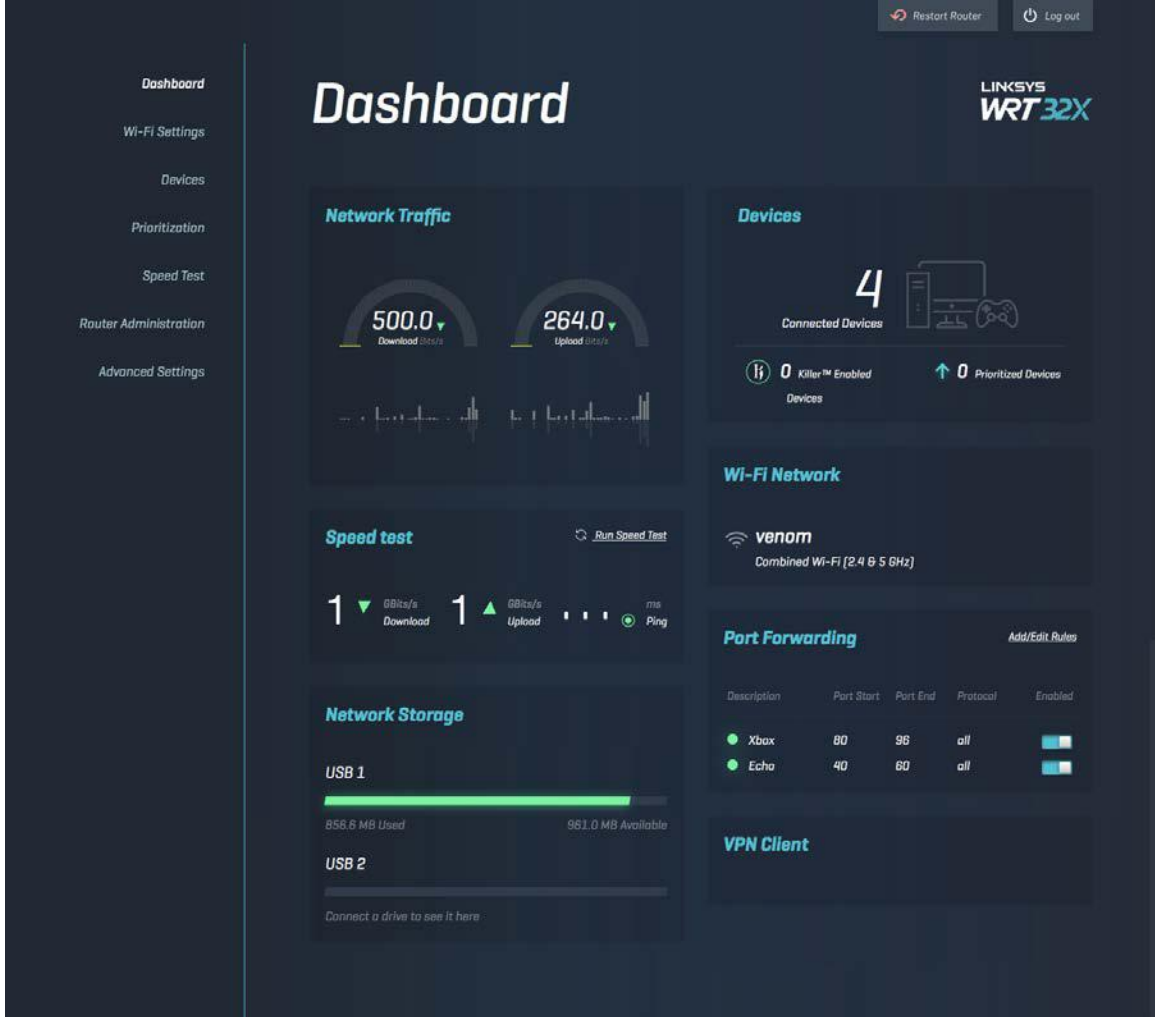 Restart Router
Log out
Dashboard
Wi-Fi Settings
Devices
Prioritization
Speed Test
Router Administration
Advanced Settings
Dashboard
LINKSYS
WRT 32X
Network Traffic
500.0
Download Bits/s
264.0
Upload Bits/s
Devices
4
Connected Devices
0 Killer™ Enabled
Devices
0 Prioritized Devices
Wi-Fi Network
venom
Combined Wi-Fi (2.4 & 5 GHz)
Speed test
Run Speed Test
1 GBits/s
Download
1 GBits/s
Upload
... ms
Ping
Port Forwarding
Add/Edit Rules
Description Port Start Port End Protocol Enabled
Xbox 80 96 all
Echo 40 60 all
Network Storage
USB 1
856.6 MB Used 961.0 MB Available
USB 2
Connect a drive to see it here
VPN Client